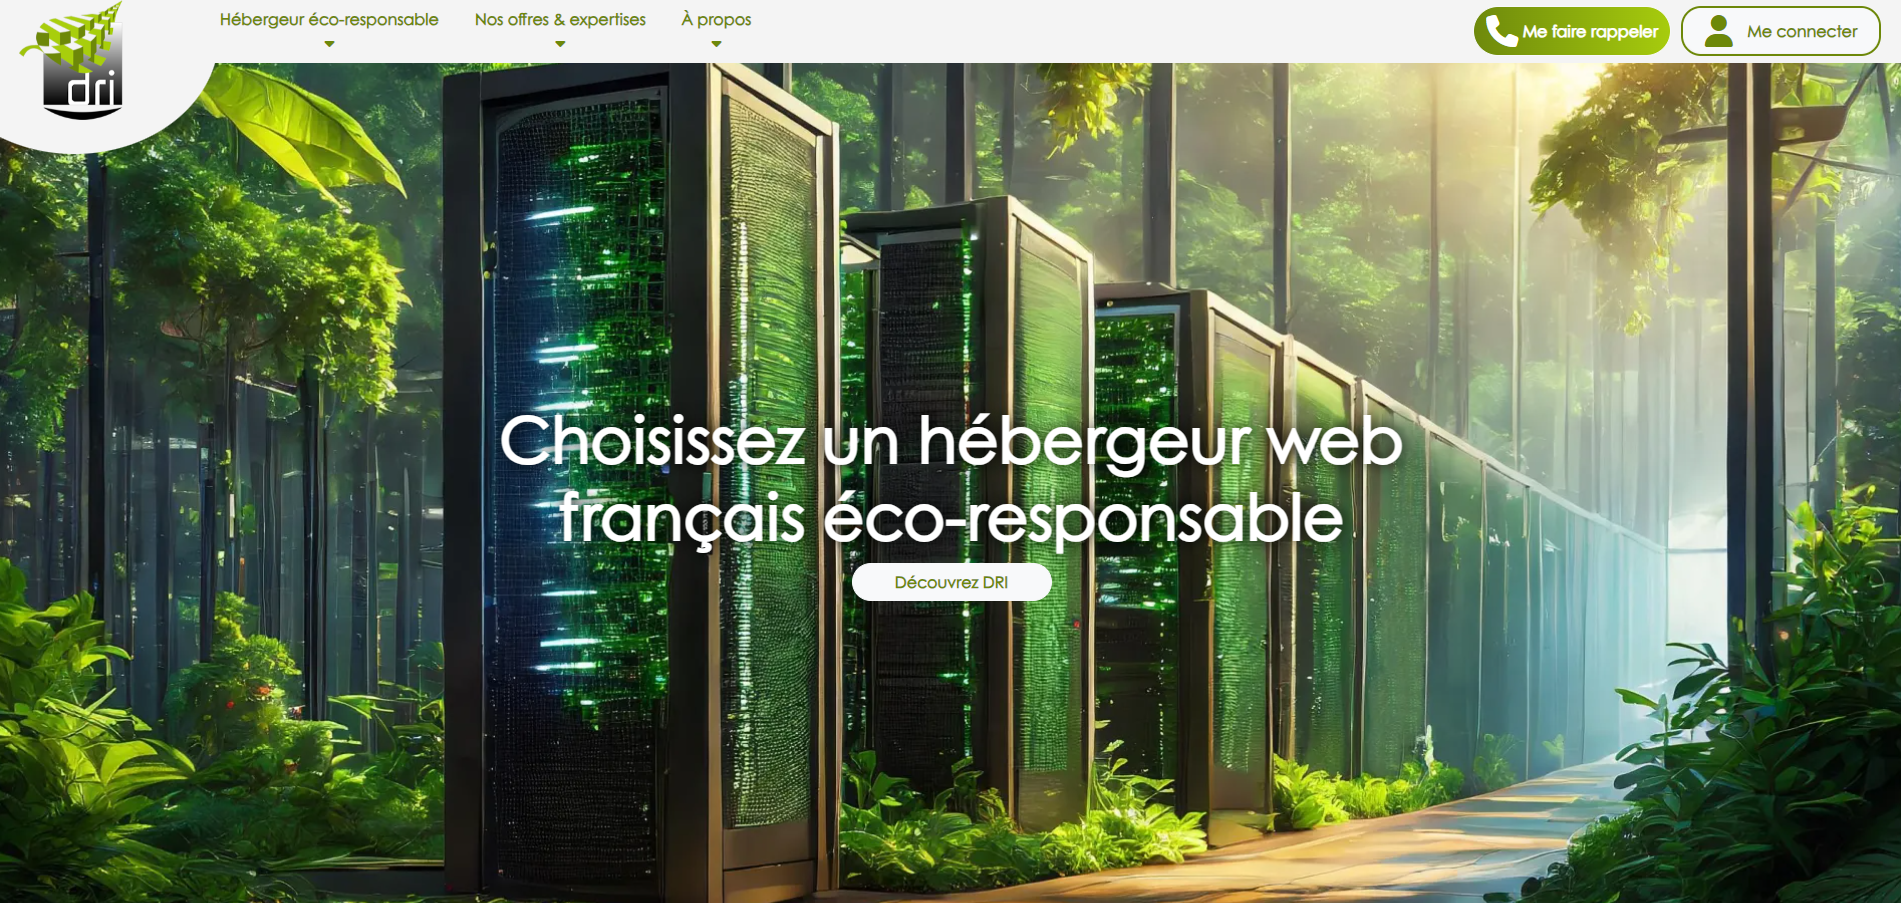 dri
Hébergeur éco-responsable
Nos offres & expertises
À propos
Me faire rappeler
Me connecter
Choisissez un hébergeur web
français éco-responsable
Découvrez DRI